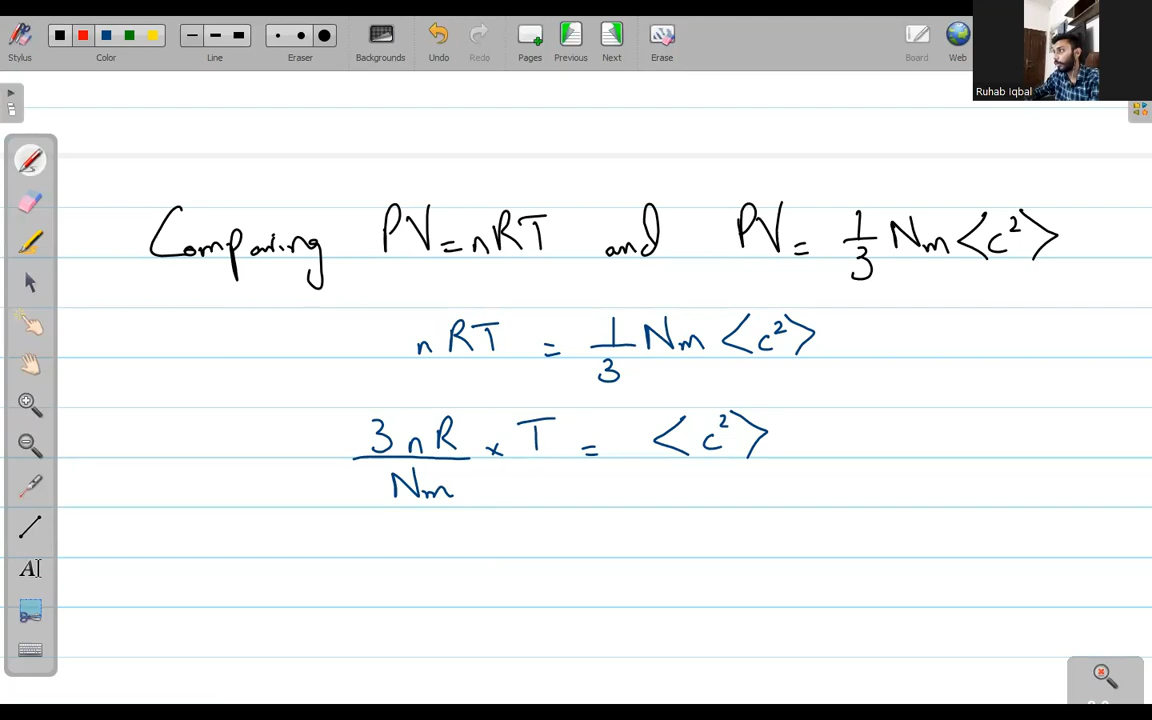 Stylus Color Line Eraser Backgrounds Undo Redo Pages Previous Next Erase Board Web
Ruhab Iqbal
Comparing PV = nRT and PV = 1/3 Nm <c²>
nRT = 1/3 Nm <c²>
3nR/Nm × T = <c²>